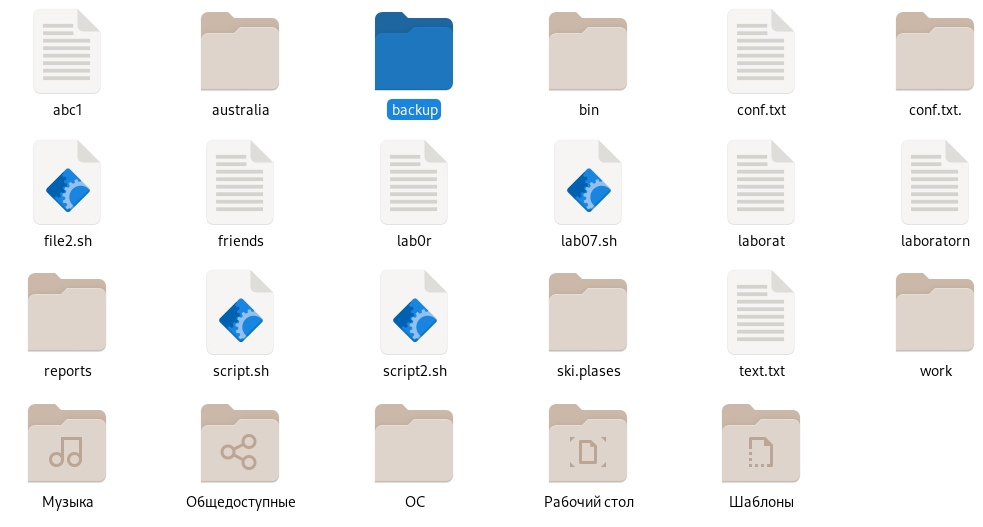 abc1
australia
backup
bin
conf.txt
conf.txt.
file2.sh
friends
lab0r
lab07.sh
laborat
laboratorn
reports
script.sh
script2.sh
ski.plases
text.txt
work
Музыка
Общедоступные
ОС
Рабочий стол
Шаблоны